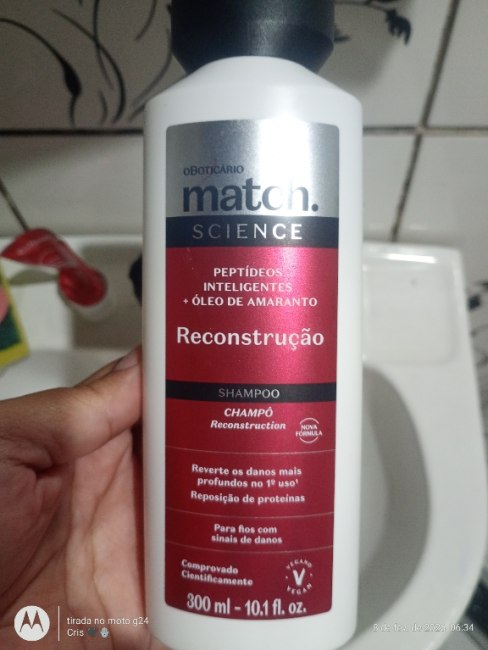 oBOTICÁRIO
match.
SCIENCE
PEPTÍDEOS
INTELIGENTES
+ ÓLEO DE AMARANTO
Reconstrução
SHAMPOO
CHAMPÔ
Reconstruction
NOVA
FÓRMULA
Reverte os danos mais
profundos no 1º uso¹
Reposição de proteínas
Para fios com
sinais de danos
Comprovado
Cientificamente
VEGANO
V
VEGAN
300 ml - 10.1 fl. oz.
tirada no moto g24
Cris
06:34